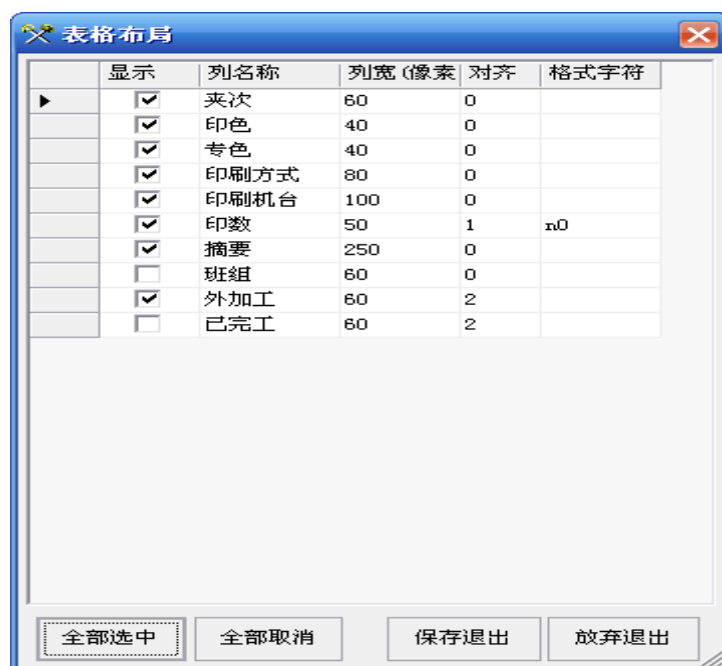 表格布局
显示 列名称 列宽(像素 对齐 格式字符
夹次 60 0
印色 40 0
专色 40 0
印刷方式 80 0
印刷机台 100 0
印数 50 1 n0
摘要 250 0
班组 60 0
外加工 60 2
已完工 60 2
全部选中 全部取消 保存退出 放弃退出